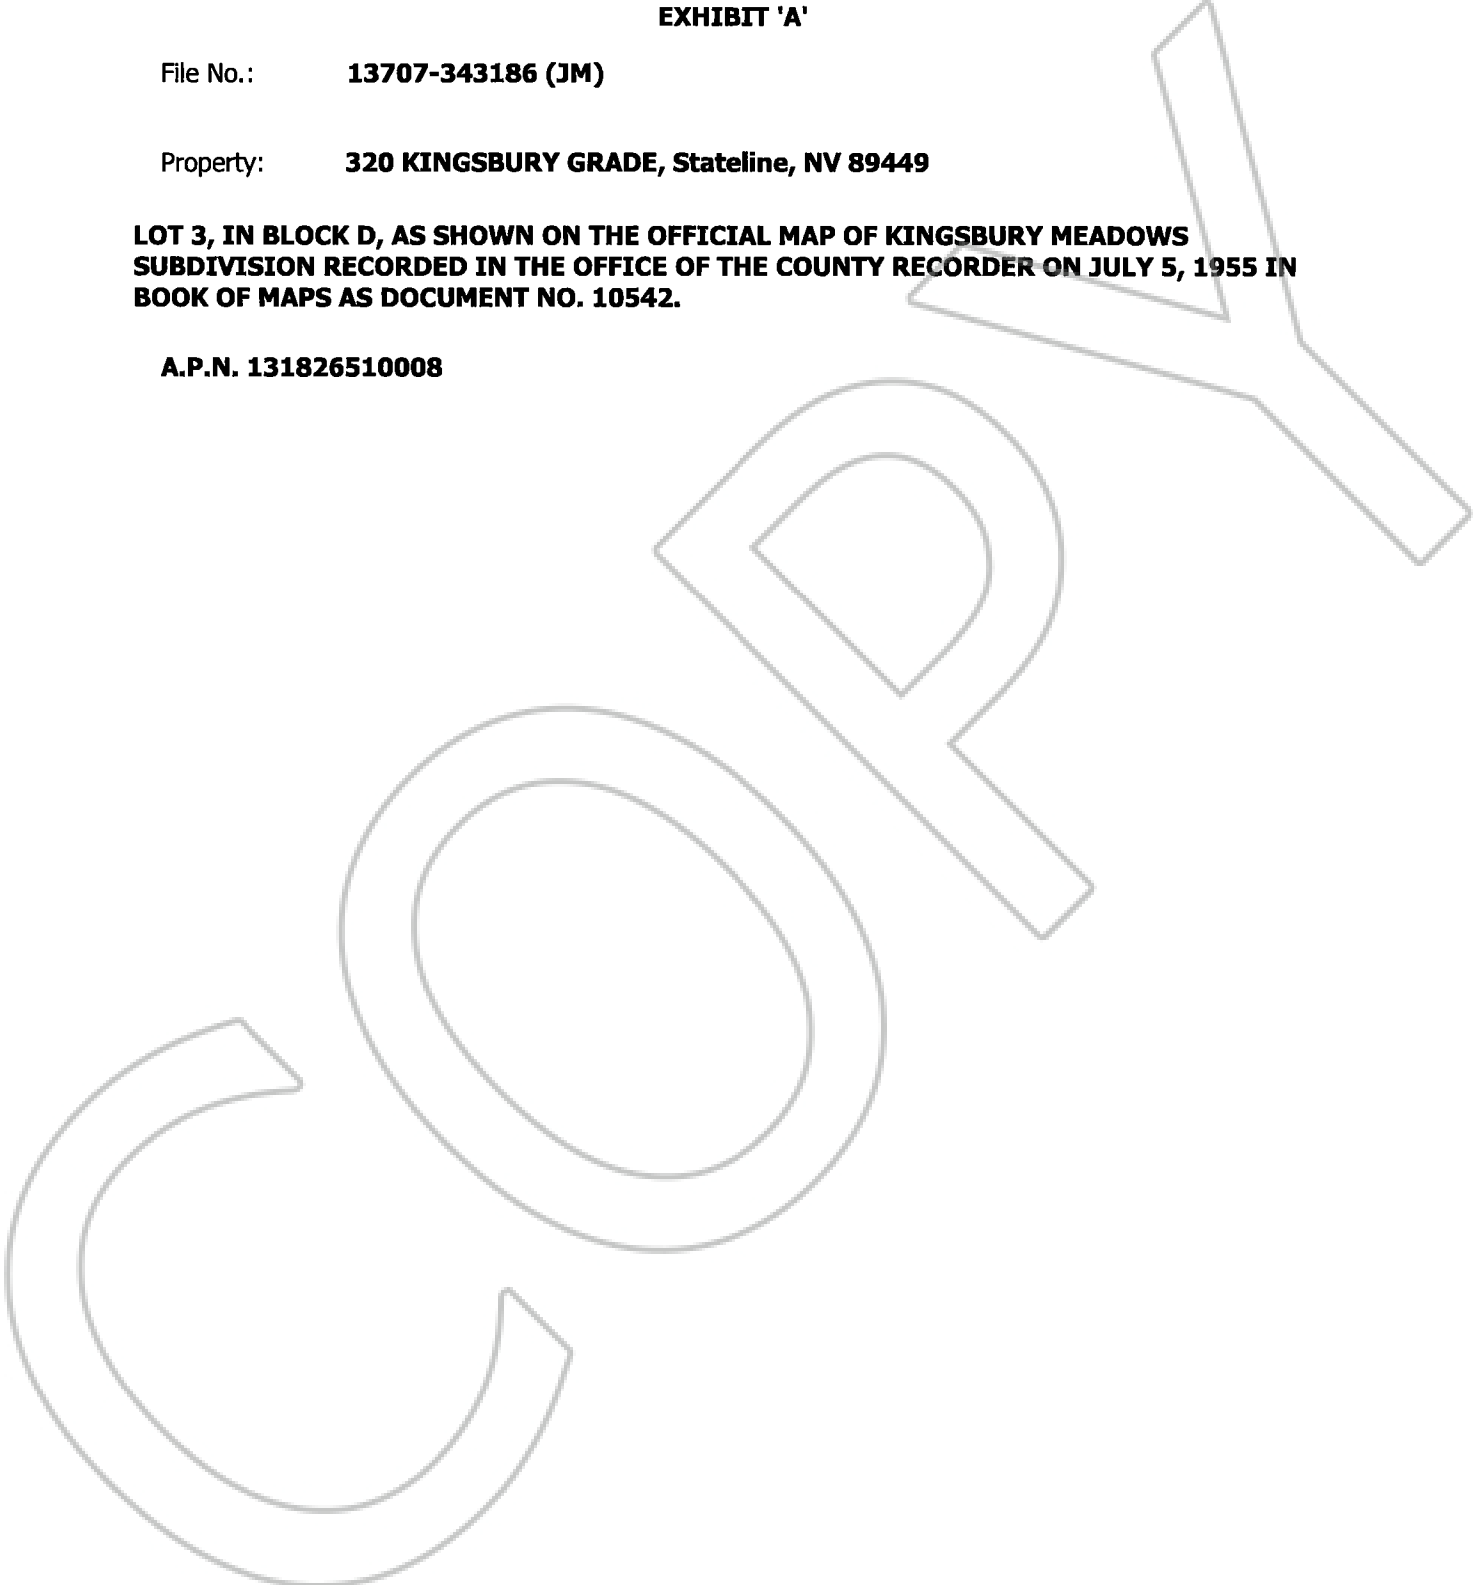 EXHIBIT 'A'
File No.: 13707-343186 (JM)
Property: 320 KINGSBURY GRADE, Stateline, NV 89449
LOT 3, IN BLOCK D, AS SHOWN ON THE OFFICIAL MAP OF KINGSBURY MEADOWS
SUBDIVISION RECORDED IN THE OFFICE OF THE COUNTY RECORDER ON JULY 5, 1955 IN
BOOK OF MAPS AS DOCUMENT NO. 10542.
A.P.N. 131826510008
COPY